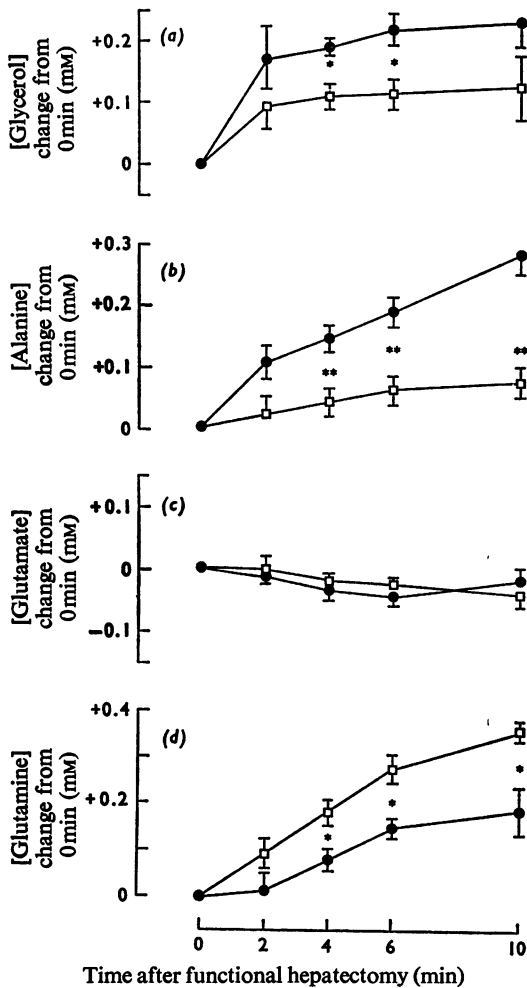 [Glycerol]
change from
0 min (mM)
+0.2
+0.1
0
(a)
*
*
[Alanine]
change from
0 min (mM)
+0.3
+0.2
+0.1
0
(b)
**
**
**
[Glutamate]
change from
0 min (mM)
+0.1
0
−0.1
(c)
[Glutamine]
change from
0 min (mM)
+0.4
+0.2
0
(d)
*
*
*
0 2 4 6 10
Time after functional hepatectomy (min)